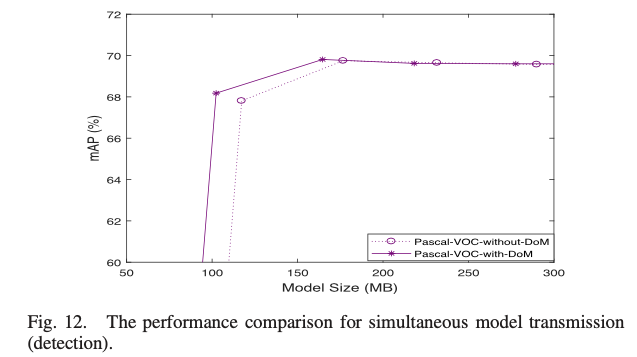 72
70
68
66
64
62
60
mAP (%)
50
100
150
200
250
300
Model Size (MB)
Pascal-VOC-without-DoM
Pascal-VOC-with-DoM
Fig. 12. The performance comparison for simultaneous model transmission
(detection).